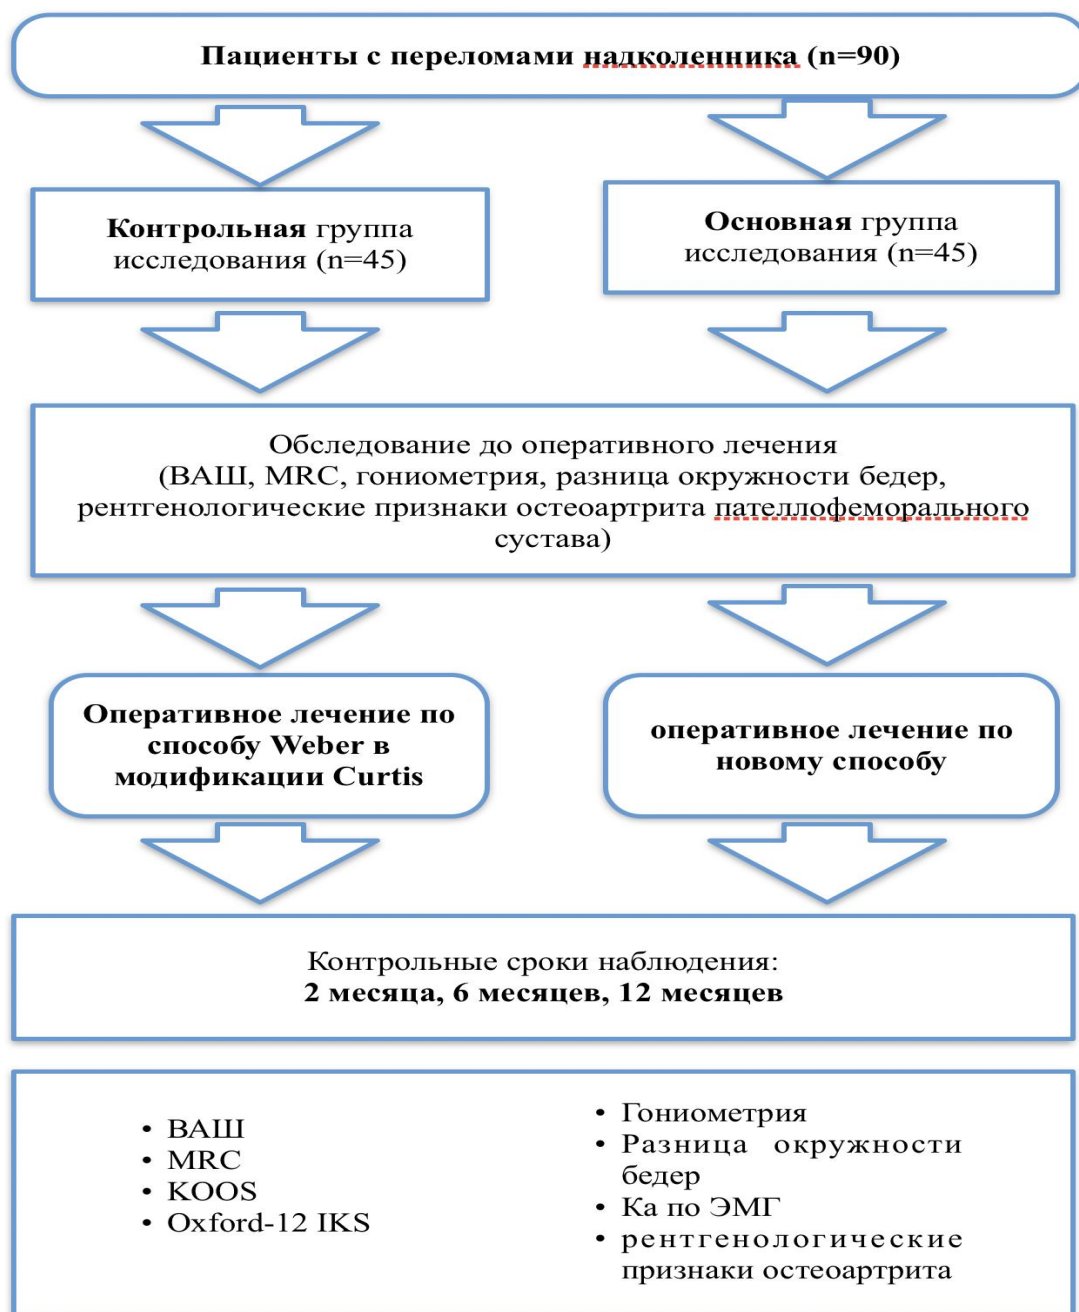 Пациенты с переломами надколенника (n=90)
Контрольная группа
исследования (n=45)
Основная группа
исследования (n=45)
Обследование до оперативного лечения
(ВАШ, MRC, гониометрия, разница окружности бедер,
рентгенологические признаки остеоартрита пателлофеморального
сустава)
Оперативное лечение по
способу Weber в
модификации Curtis
оперативное лечение по
новому способу
Контрольные сроки наблюдения:
2 месяца, 6 месяцев, 12 месяцев
• ВАШ
• MRC
• KOOS
• Oxford-12 IKS
• Гониометрия
• Разница окружности
бедер
• Ка по ЭМГ
• рентгенологические
признаки остеоартрита